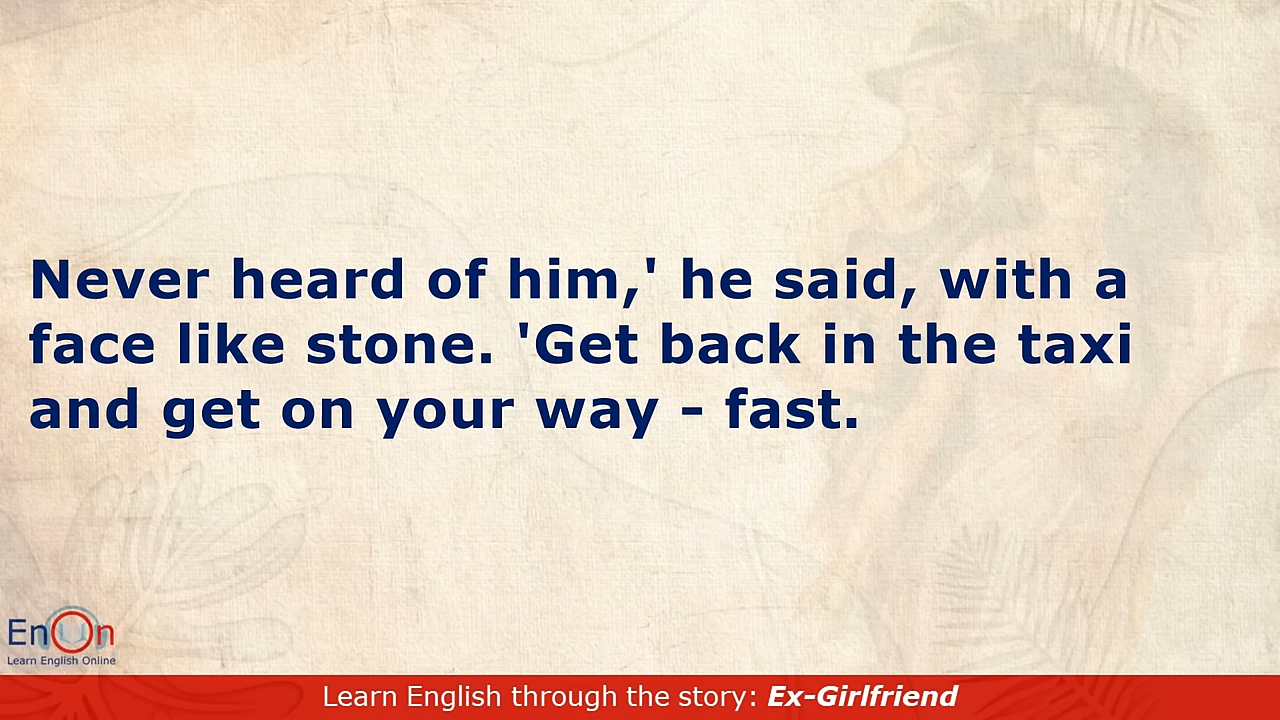 Never heard of him,' he said, with a
face like stone. 'Get back in the taxi
and get on your way - fast.
EnOn
Learn English Online
Learn English through the story: Ex-Girlfriend